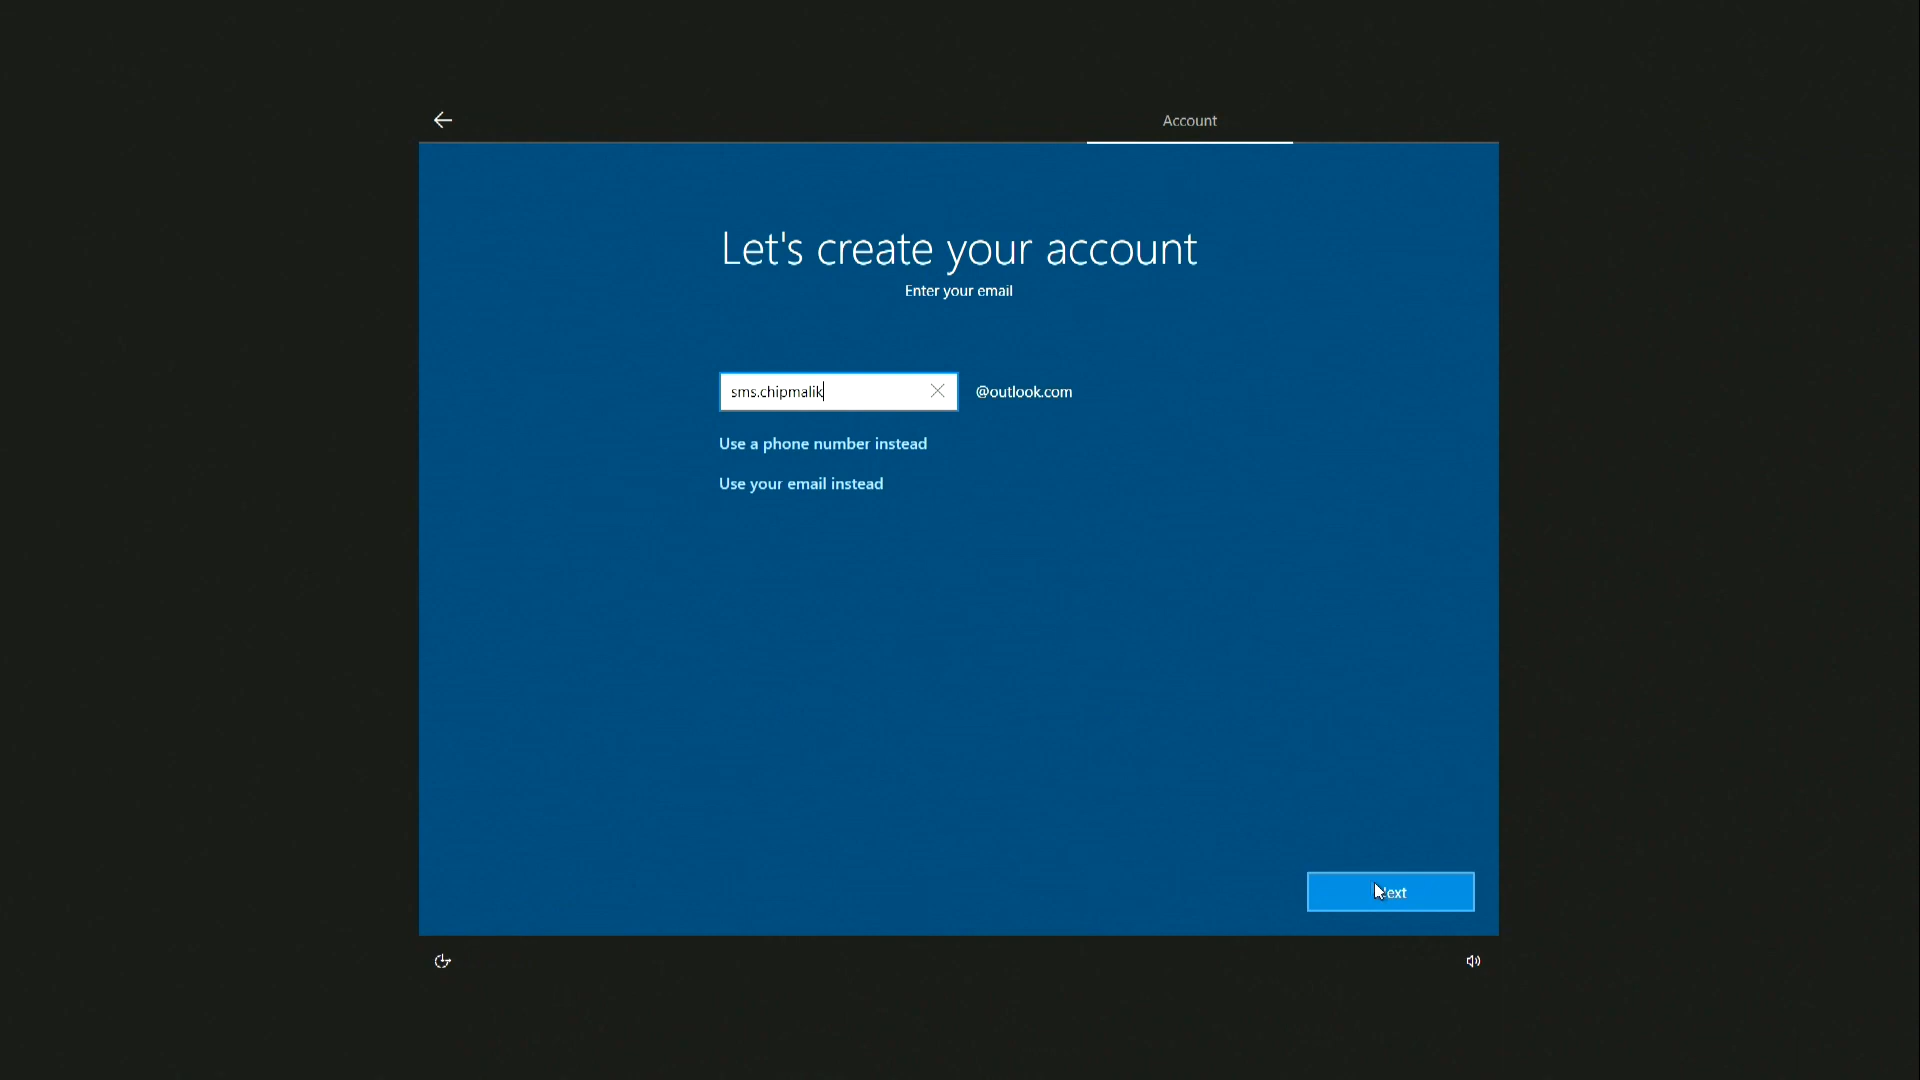 Account
Let's create your account
Enter your email
sms.chipmalik @outlook.com
Use a phone number instead
Use your email instead
Next